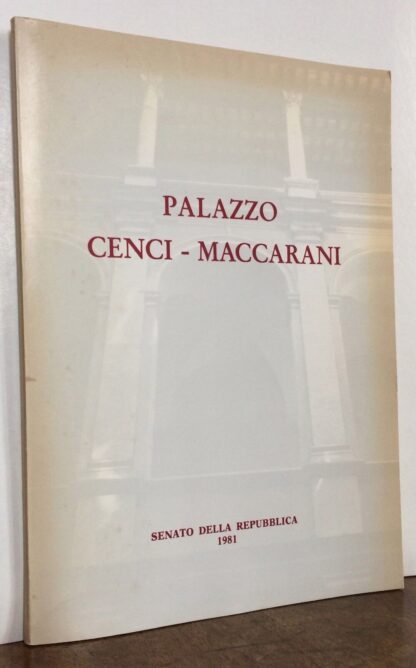 PALAZZO
CENCI - MACCARANI
SENATO DELLA REPUBBLICA
1981